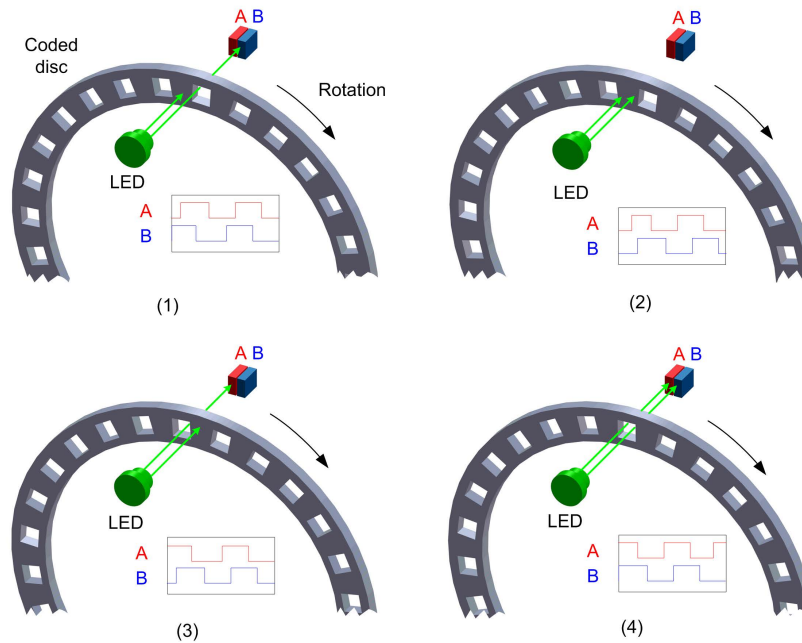 A B
Coded
disc
Rotation
LED
A
B
(1)
A B
LED
A
B
(2)
A B
LED
A
B
(3)
A B
LED
A
B
(4)